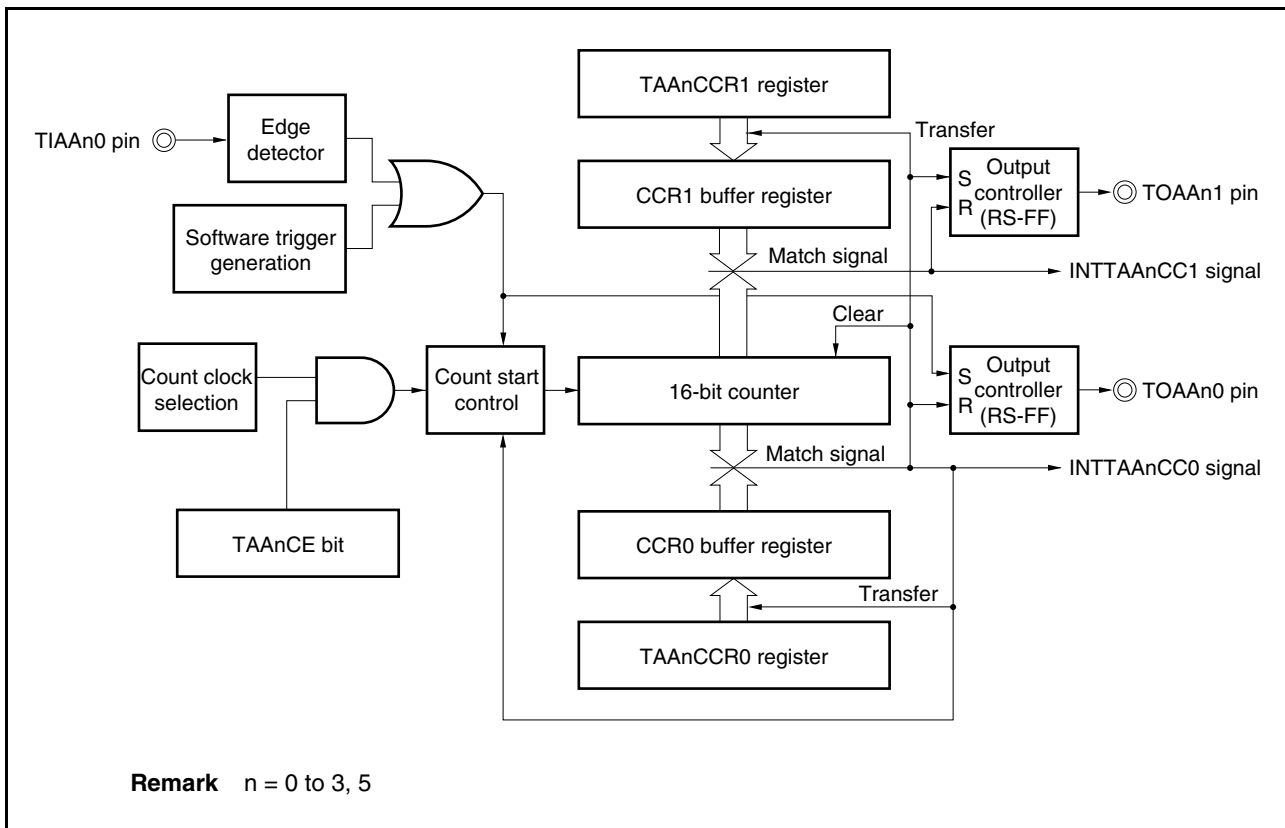 TAAnCCR1 register
TIAAn0 pin
Edge
detector
Transfer
S
R
Output
controller
(RS-FF)
TOAAn1 pin
CCR1 buffer register
Software trigger
generation
Match signal
INTTAAnCC1 signal
Clear
Count clock
selection
Count start
control
16-bit counter
S
R
Output
controller
(RS-FF)
TOAAn0 pin
Match signal
INTTAAnCC0 signal
TAAnCE bit
CCR0 buffer register
Transfer
TAAnCCR0 register
Remark n = 0 to 3, 5